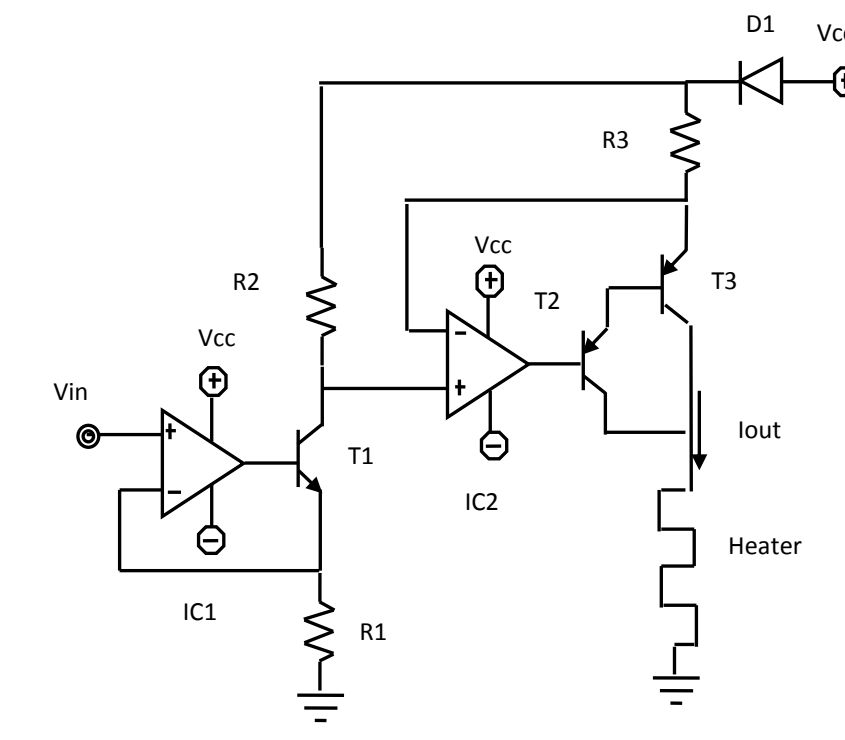 D1
Vcc
R3
Vcc
T2
T3
R2
Vcc
Vin
T1
Iout
IC2
Heater
IC1
R1